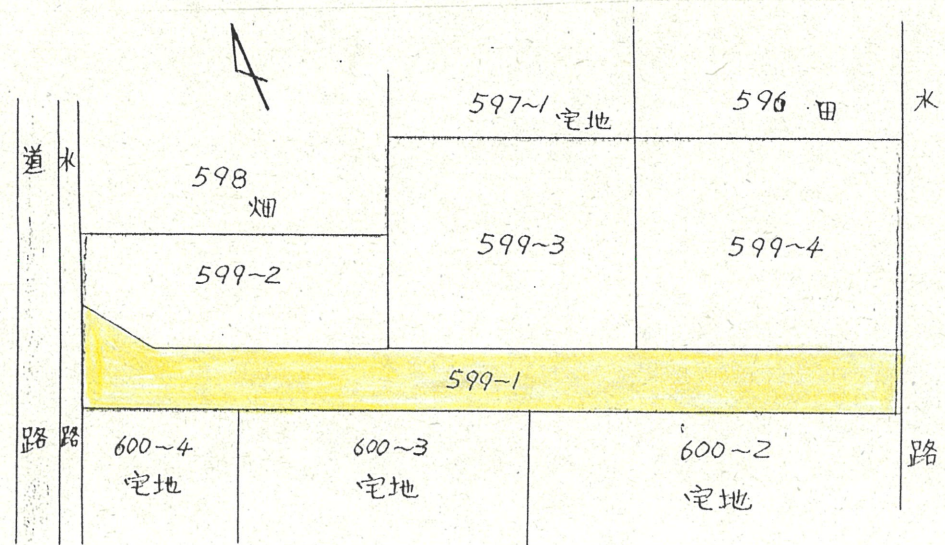 597~1 宅地
596 田
水
道
水
598
畑
599~2
599~3
599~4
599~1
路
路
600~4
宅地
600~3
宅地
600~2
宅地
路